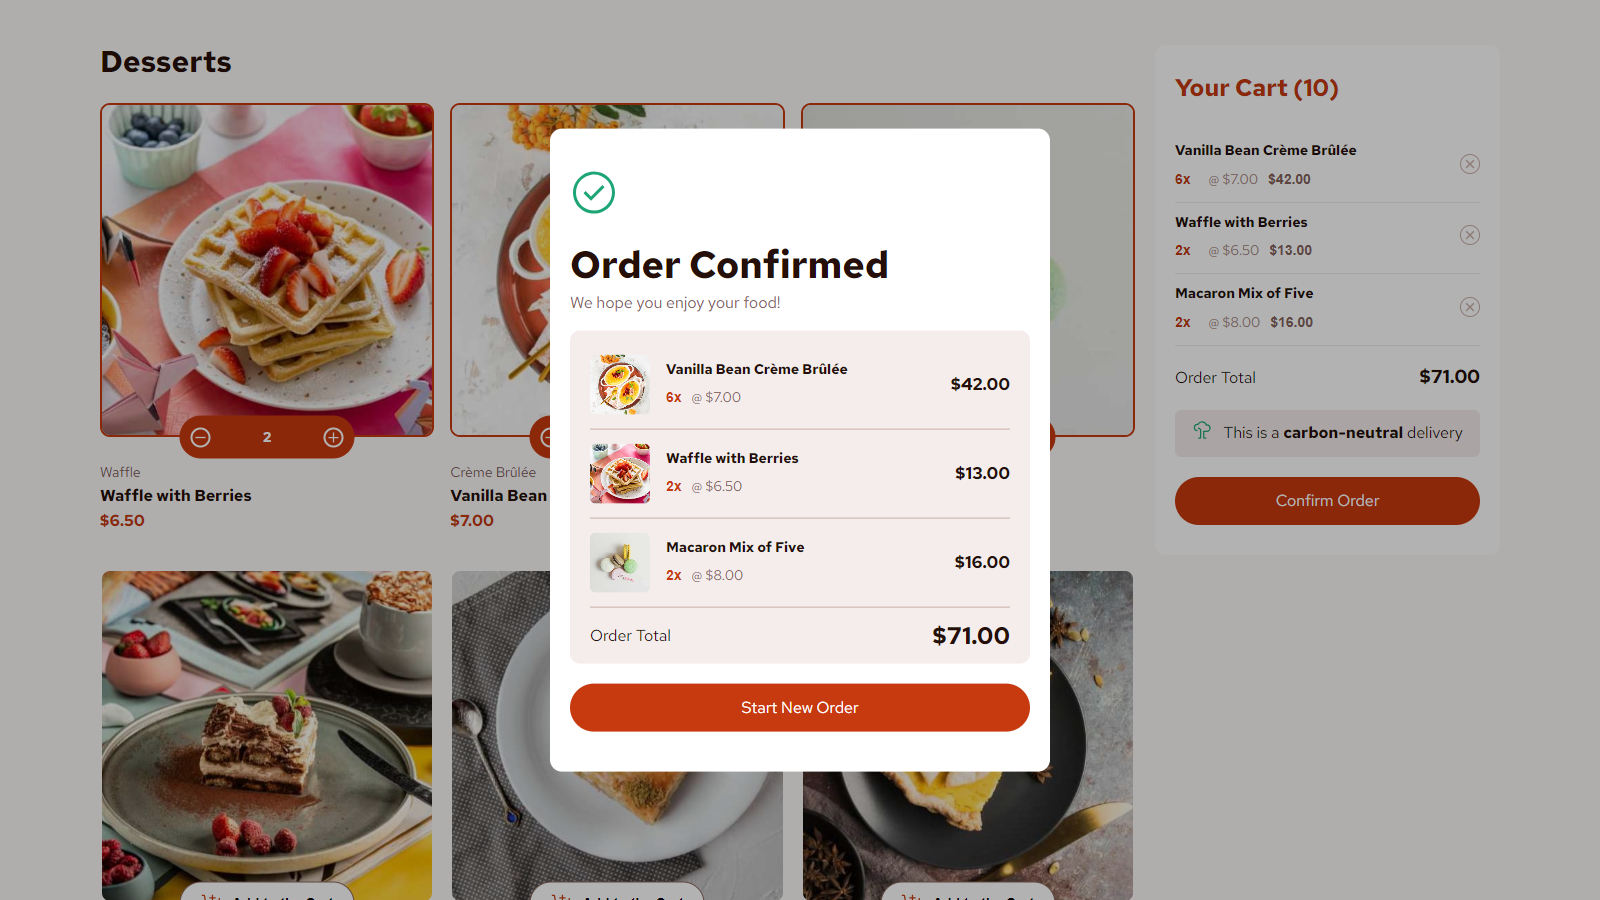 Desserts
2
Waffle
Waffle with Berries
$6.50
Crème Brûlée
Vanilla Bean
$7.00
Order Confirmed
We hope you enjoy your food!
Vanilla Bean Crème Brûlée
6x @ $7.00
$42.00
Waffle with Berries
2x @ $6.50
$13.00
Macaron Mix of Five
2x @ $8.00
$16.00
Order Total $71.00
Start New Order
Your Cart (10)
Vanilla Bean Crème Brûlée
6x @ $7.00 $42.00
Waffle with Berries
2x @ $6.50 $13.00
Macaron Mix of Five
2x @ $8.00 $16.00
Order Total $71.00
This is a carbon-neutral delivery
Confirm Order